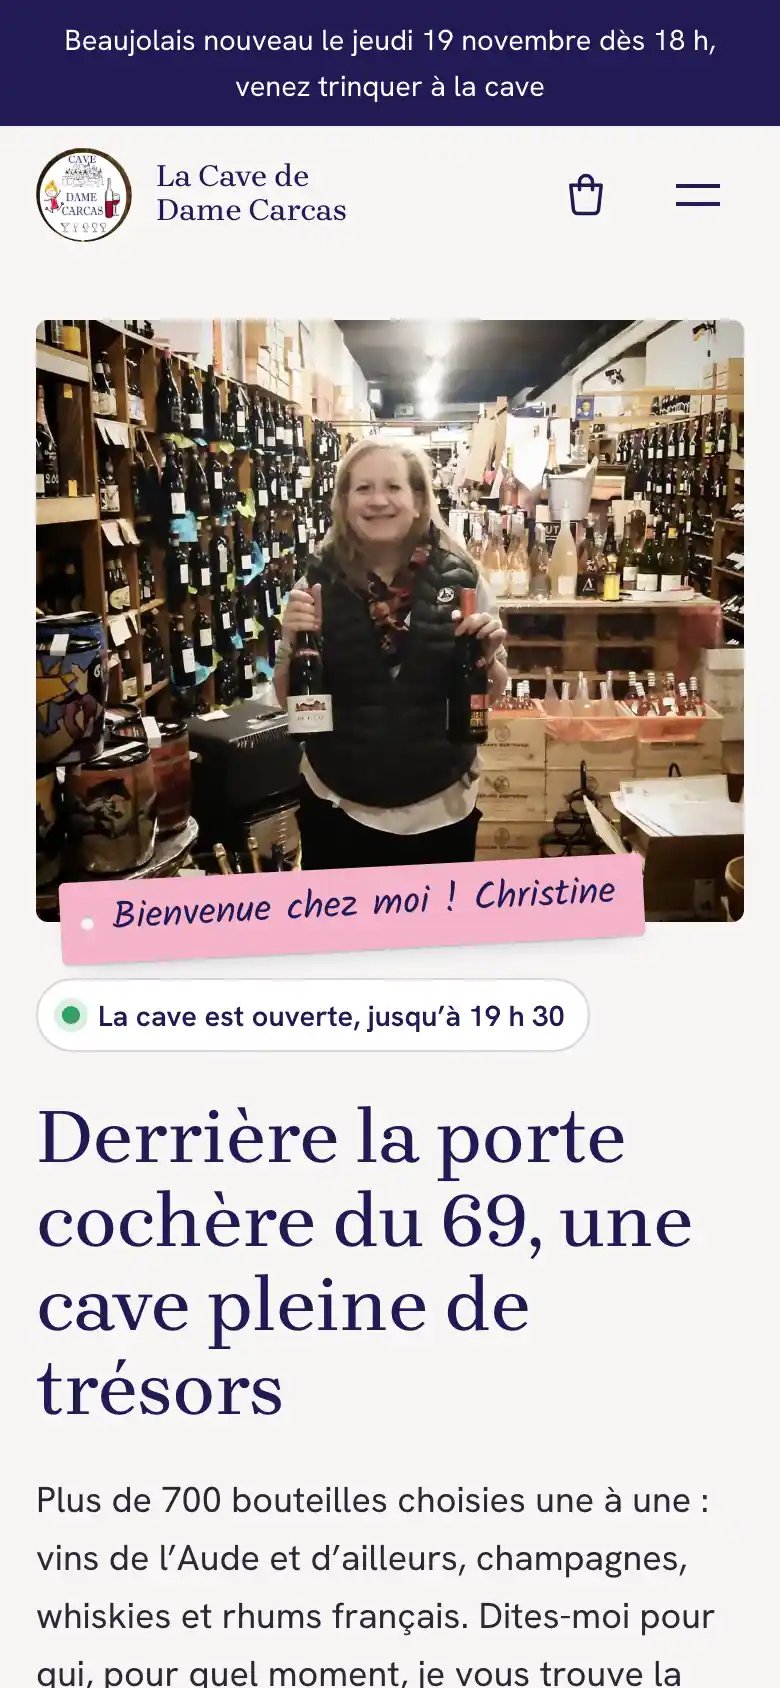 Beaujolais nouveau le jeudi 19 novembre dès 18 h,
venez trinquer à la cave
CAVE
DAME
CARCAS
La Cave de
Dame Carcas
Bienvenue chez moi ! Christine
La cave est ouverte, jusqu’à 19 h 30
Derrière la porte
cochère du 69, une
cave pleine de
trésors
Plus de 700 bouteilles choisies une à une :
vins de l’Aude et d’ailleurs, champagnes,
whiskies et rhums français. Dites-moi pour
qui, pour quel moment, je vous trouve la